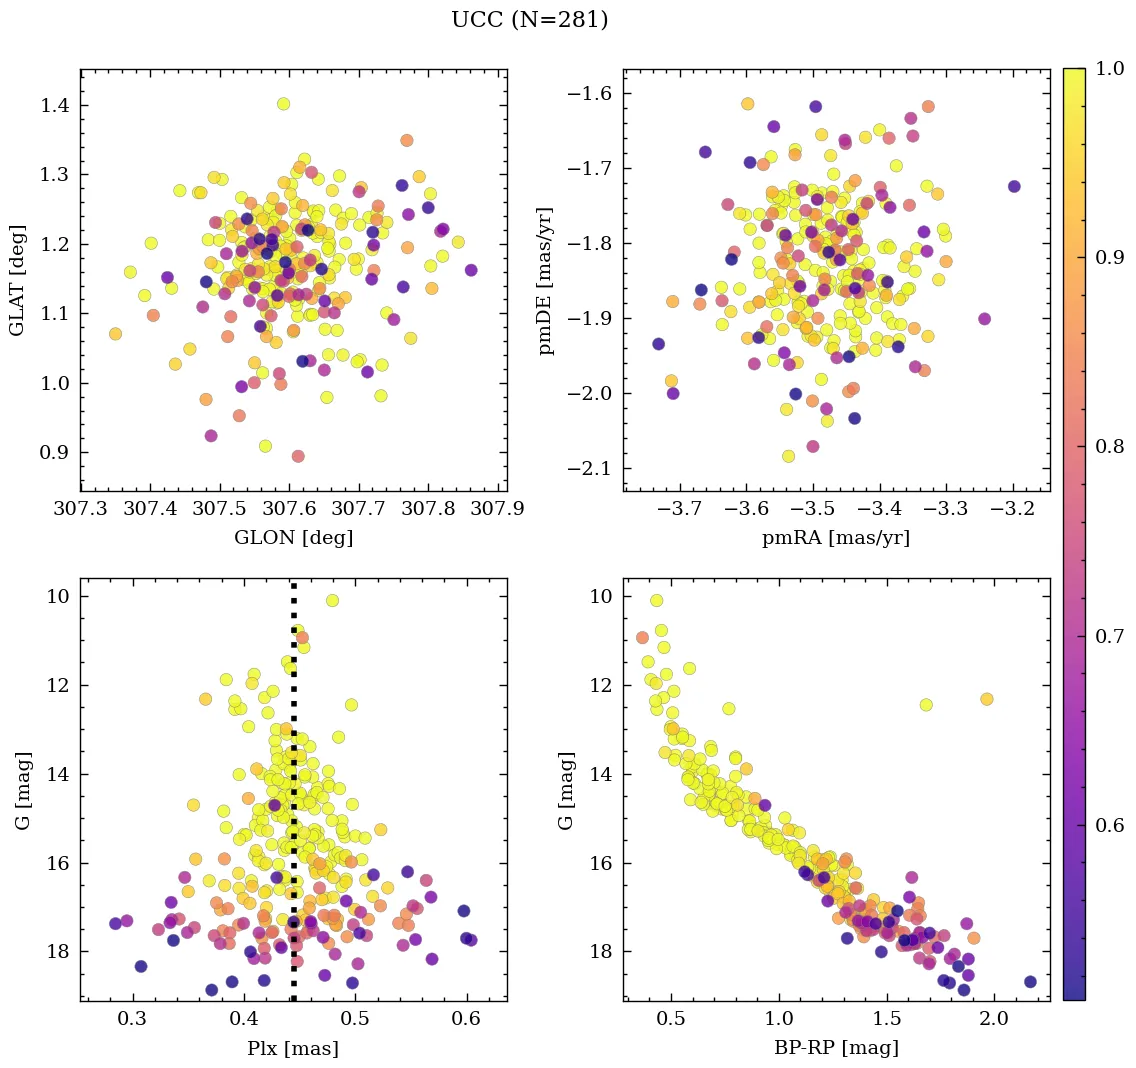 UCC (N=281)
1.4
1.3
1.2
1.1
1.0
0.9
GLAT [deg]
307.3 307.4 307.5 307.6 307.7 307.8 307.9
GLON [deg]
−1.6
−1.7
−1.8
−1.9
−2.0
−2.1
pmDE [mas/yr]
−3.7 −3.6 −3.5 −3.4 −3.3 −3.2
pmRA [mas/yr]
1.0
0.9
0.8
0.7
0.6
10
12
14
16
18
G [mag]
0.3 0.4 0.5 0.6
Plx [mas]
10
12
14
16
18
G [mag]
0.5 1.0 1.5 2.0
BP-RP [mag]